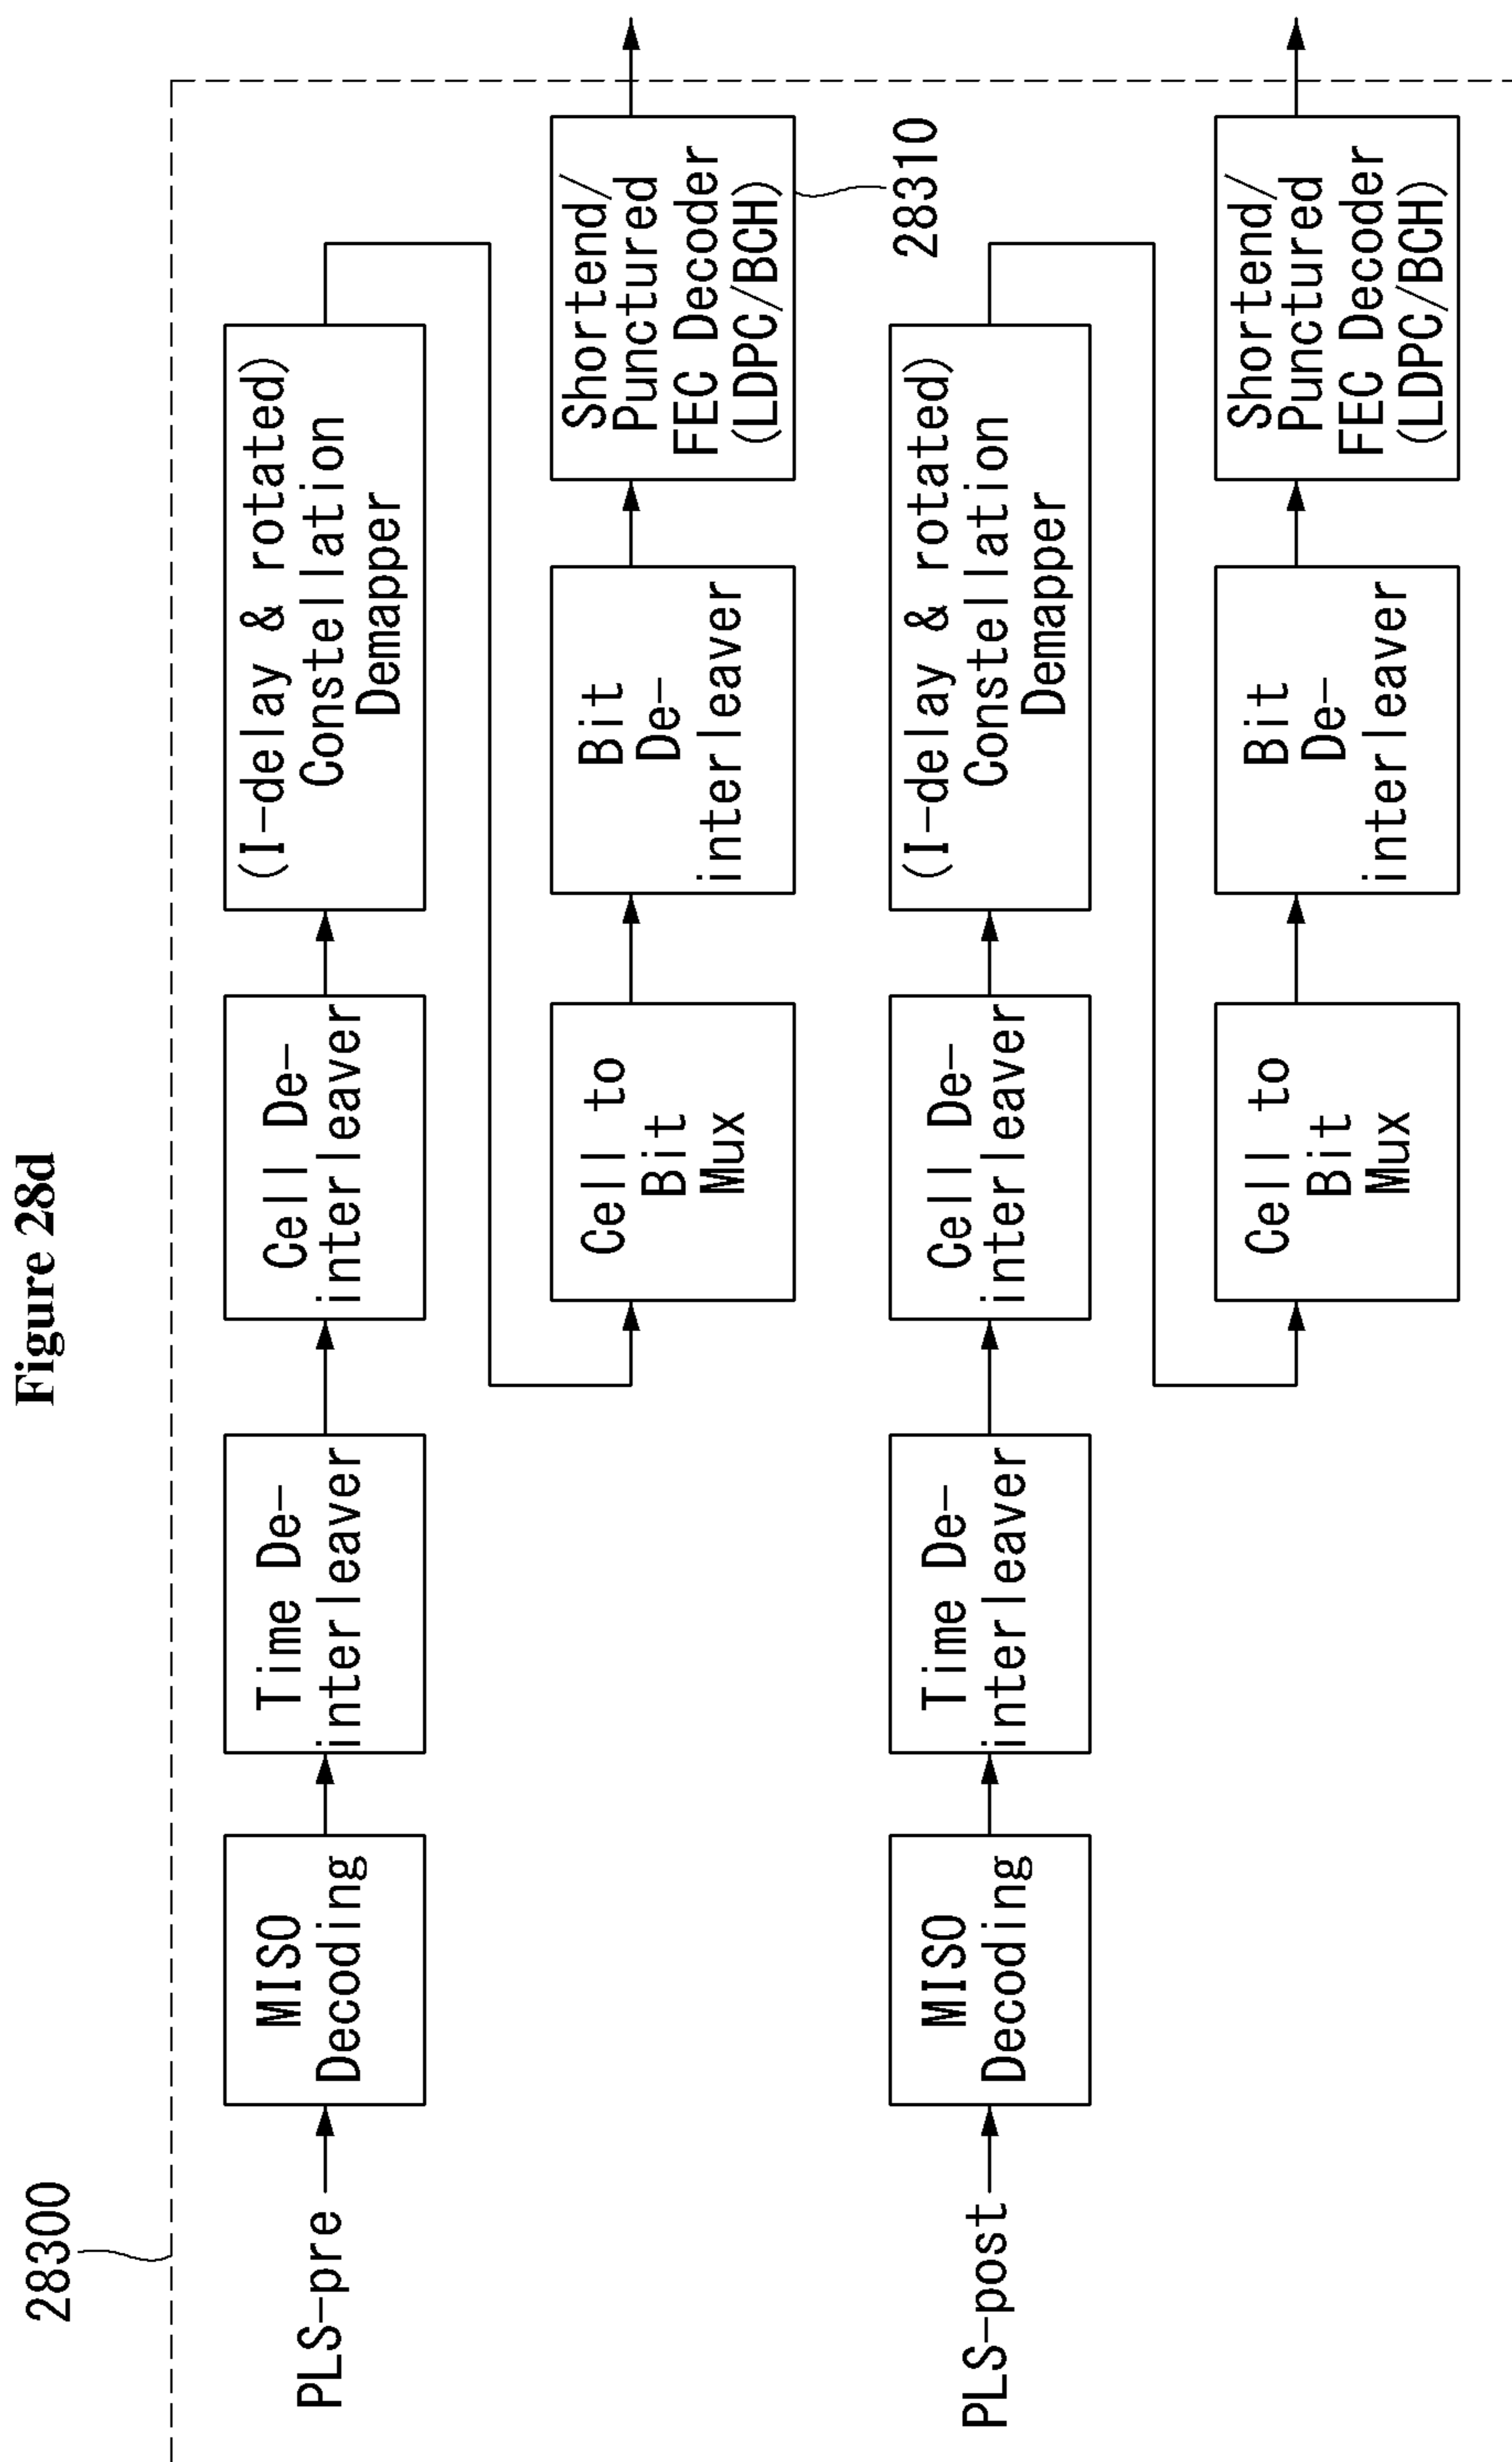 Figure 28d
28300
PLS-pre
MISO
Decoding
Time De-
interleaver
Cell De-
interleaver
(I-delay & rotated)
Constellation
Demapper
Cell to
Bit
Mux
Bit
De-
interleaver
Shortend/
Punctured
FEC Decoder
(LDPC/BCH)
28310
PLS-post
MISO
Decoding
Time De-
interleaver
Cell De-
interleaver
(I-delay & rotated)
Constellation
Demapper
Cell to
Bit
Mux
Bit
De-
interleaver
Shortend/
Punctured
FEC Decoder
(LDPC/BCH)